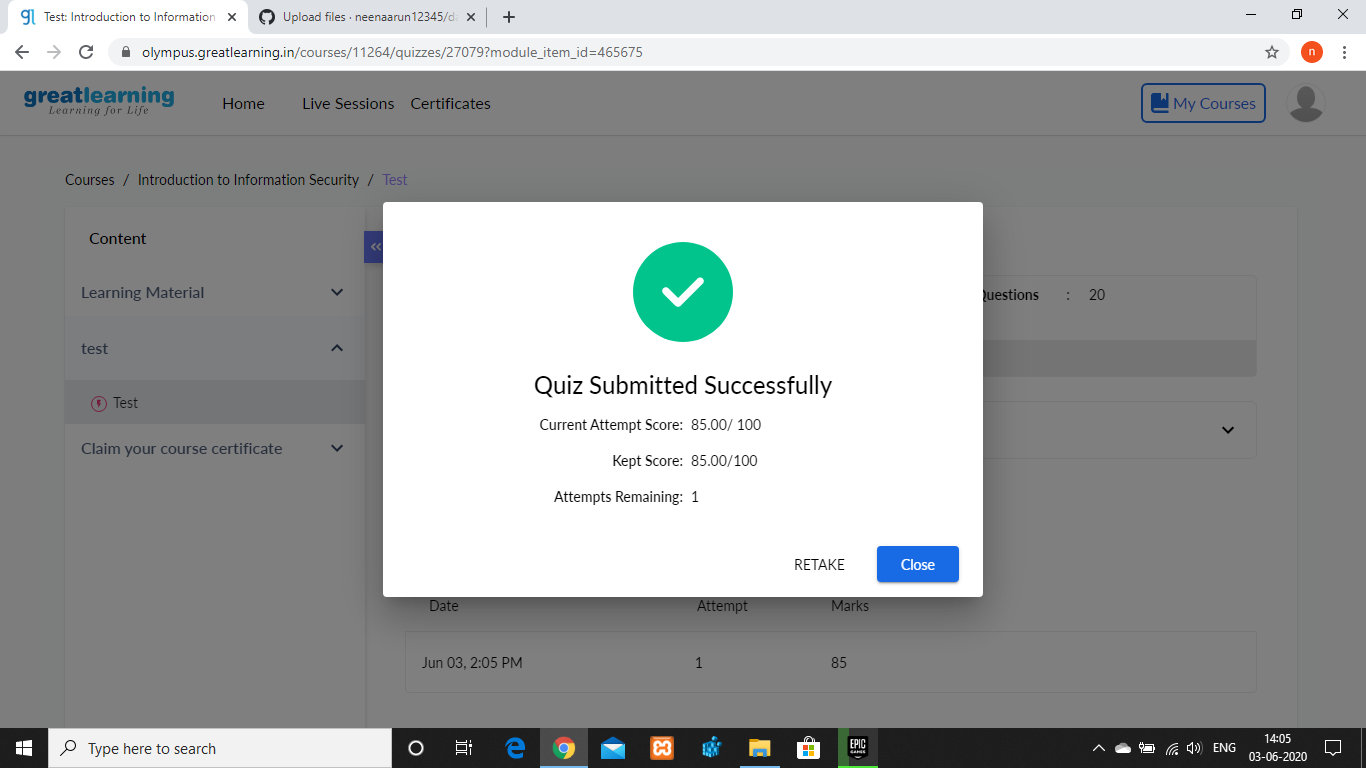 Test: Introduction to Information
Upload files · neenaarun12345/da
olympus.greatlearning.in/courses/11264/quizzes/27079?module_item_id=465675
n
greatlearning
Learning for Life
Home
Live Sessions
Certificates
My Courses
Courses / Introduction to Information Security / Test
Content
Learning Material
test
Test
Claim your course certificate
Questions : 20
Quiz Submitted Successfully
Current Attempt Score: 85.00/ 100
Kept Score: 85.00/100
Attempts Remaining: 1
RETAKE
Close
Date Attempt Marks
Jun 03, 2:05 PM 1 85
Type here to search
EPIC
GAMES
ENG
14:05
03-06-2020